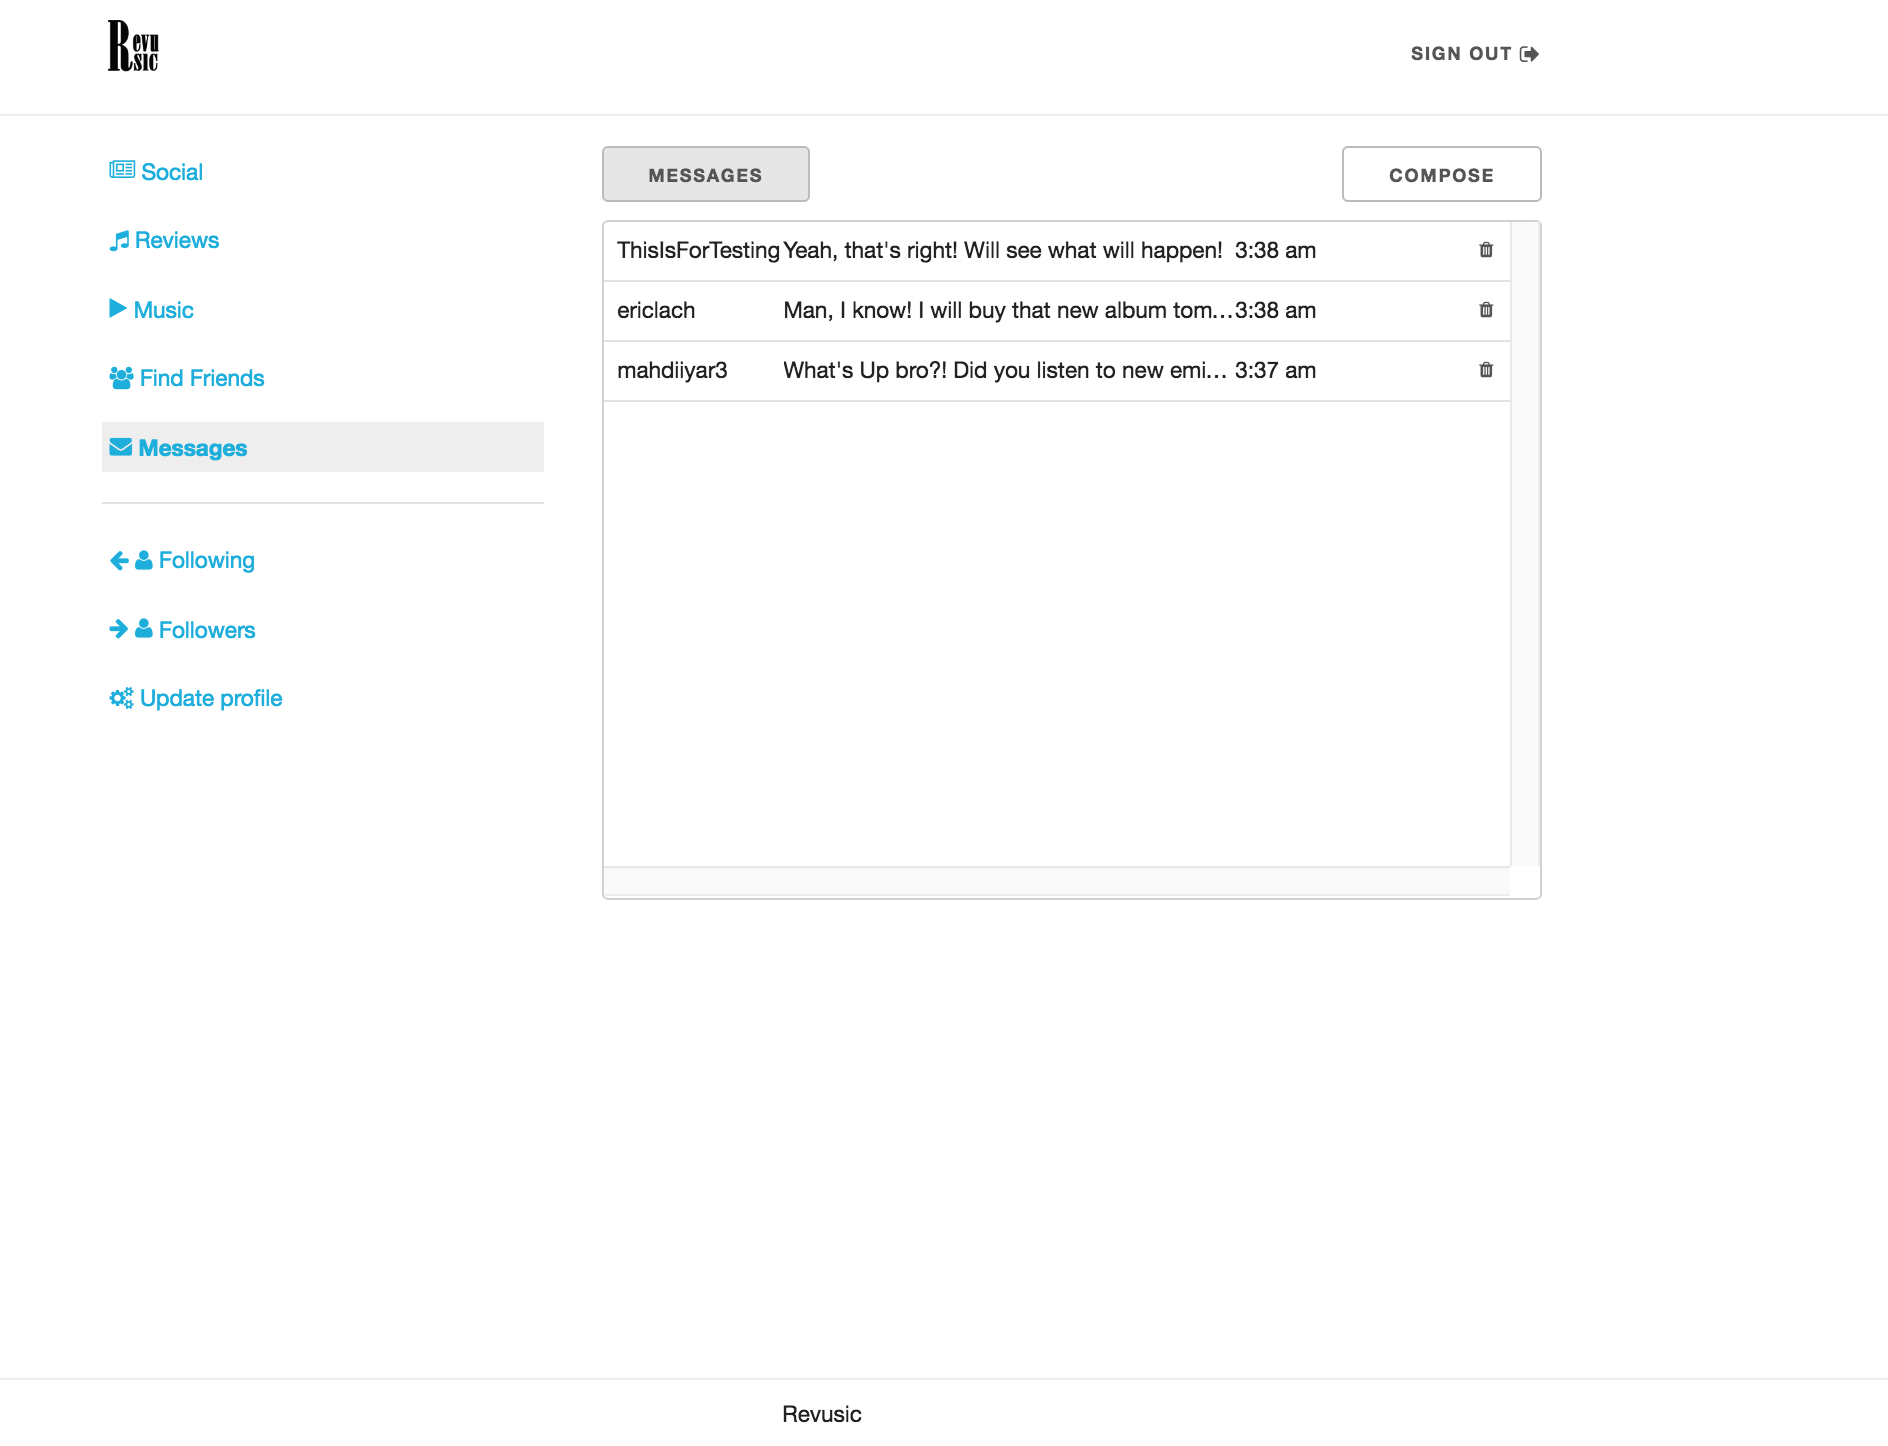 Revusic
SIGN OUT
Social
Reviews
Music
Find Friends
Messages
Following
Followers
Update profile
MESSAGES
COMPOSE
ThisIsForTesting Yeah, that's right! Will see what will happen! 3:38 am
ericlach Man, I know! I will buy that new album tom... 3:38 am
mahdiiyar3 What's Up bro?! Did you listen to new emi... 3:37 am
Revusic